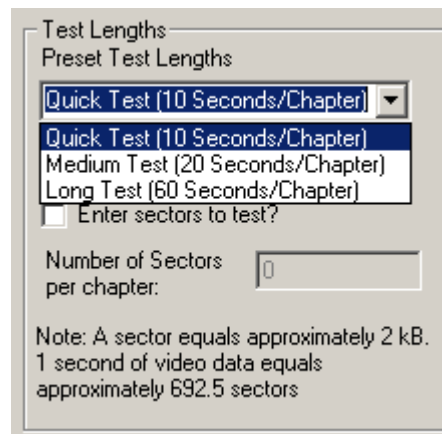 Test Lengths
Preset Test Lengths
Quick Test (10 Seconds/Chapter)
Quick Test (10 Seconds/Chapter)
Medium Test (20 Seconds/Chapter)
Long Test (60 Seconds/Chapter)
Enter sectors to test?
Number of Sectors
per chapter:
0
Note: A sector equals approximately 2 kB.
1 second of video data equals
approximately 692.5 sectors